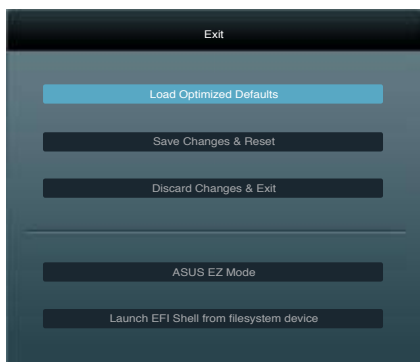 Exit
Load Optimized Defaults
Save Changes & Reset
Discard Changes & Exit
ASUS EZ Mode
Launch EFI Shell from filesystem device